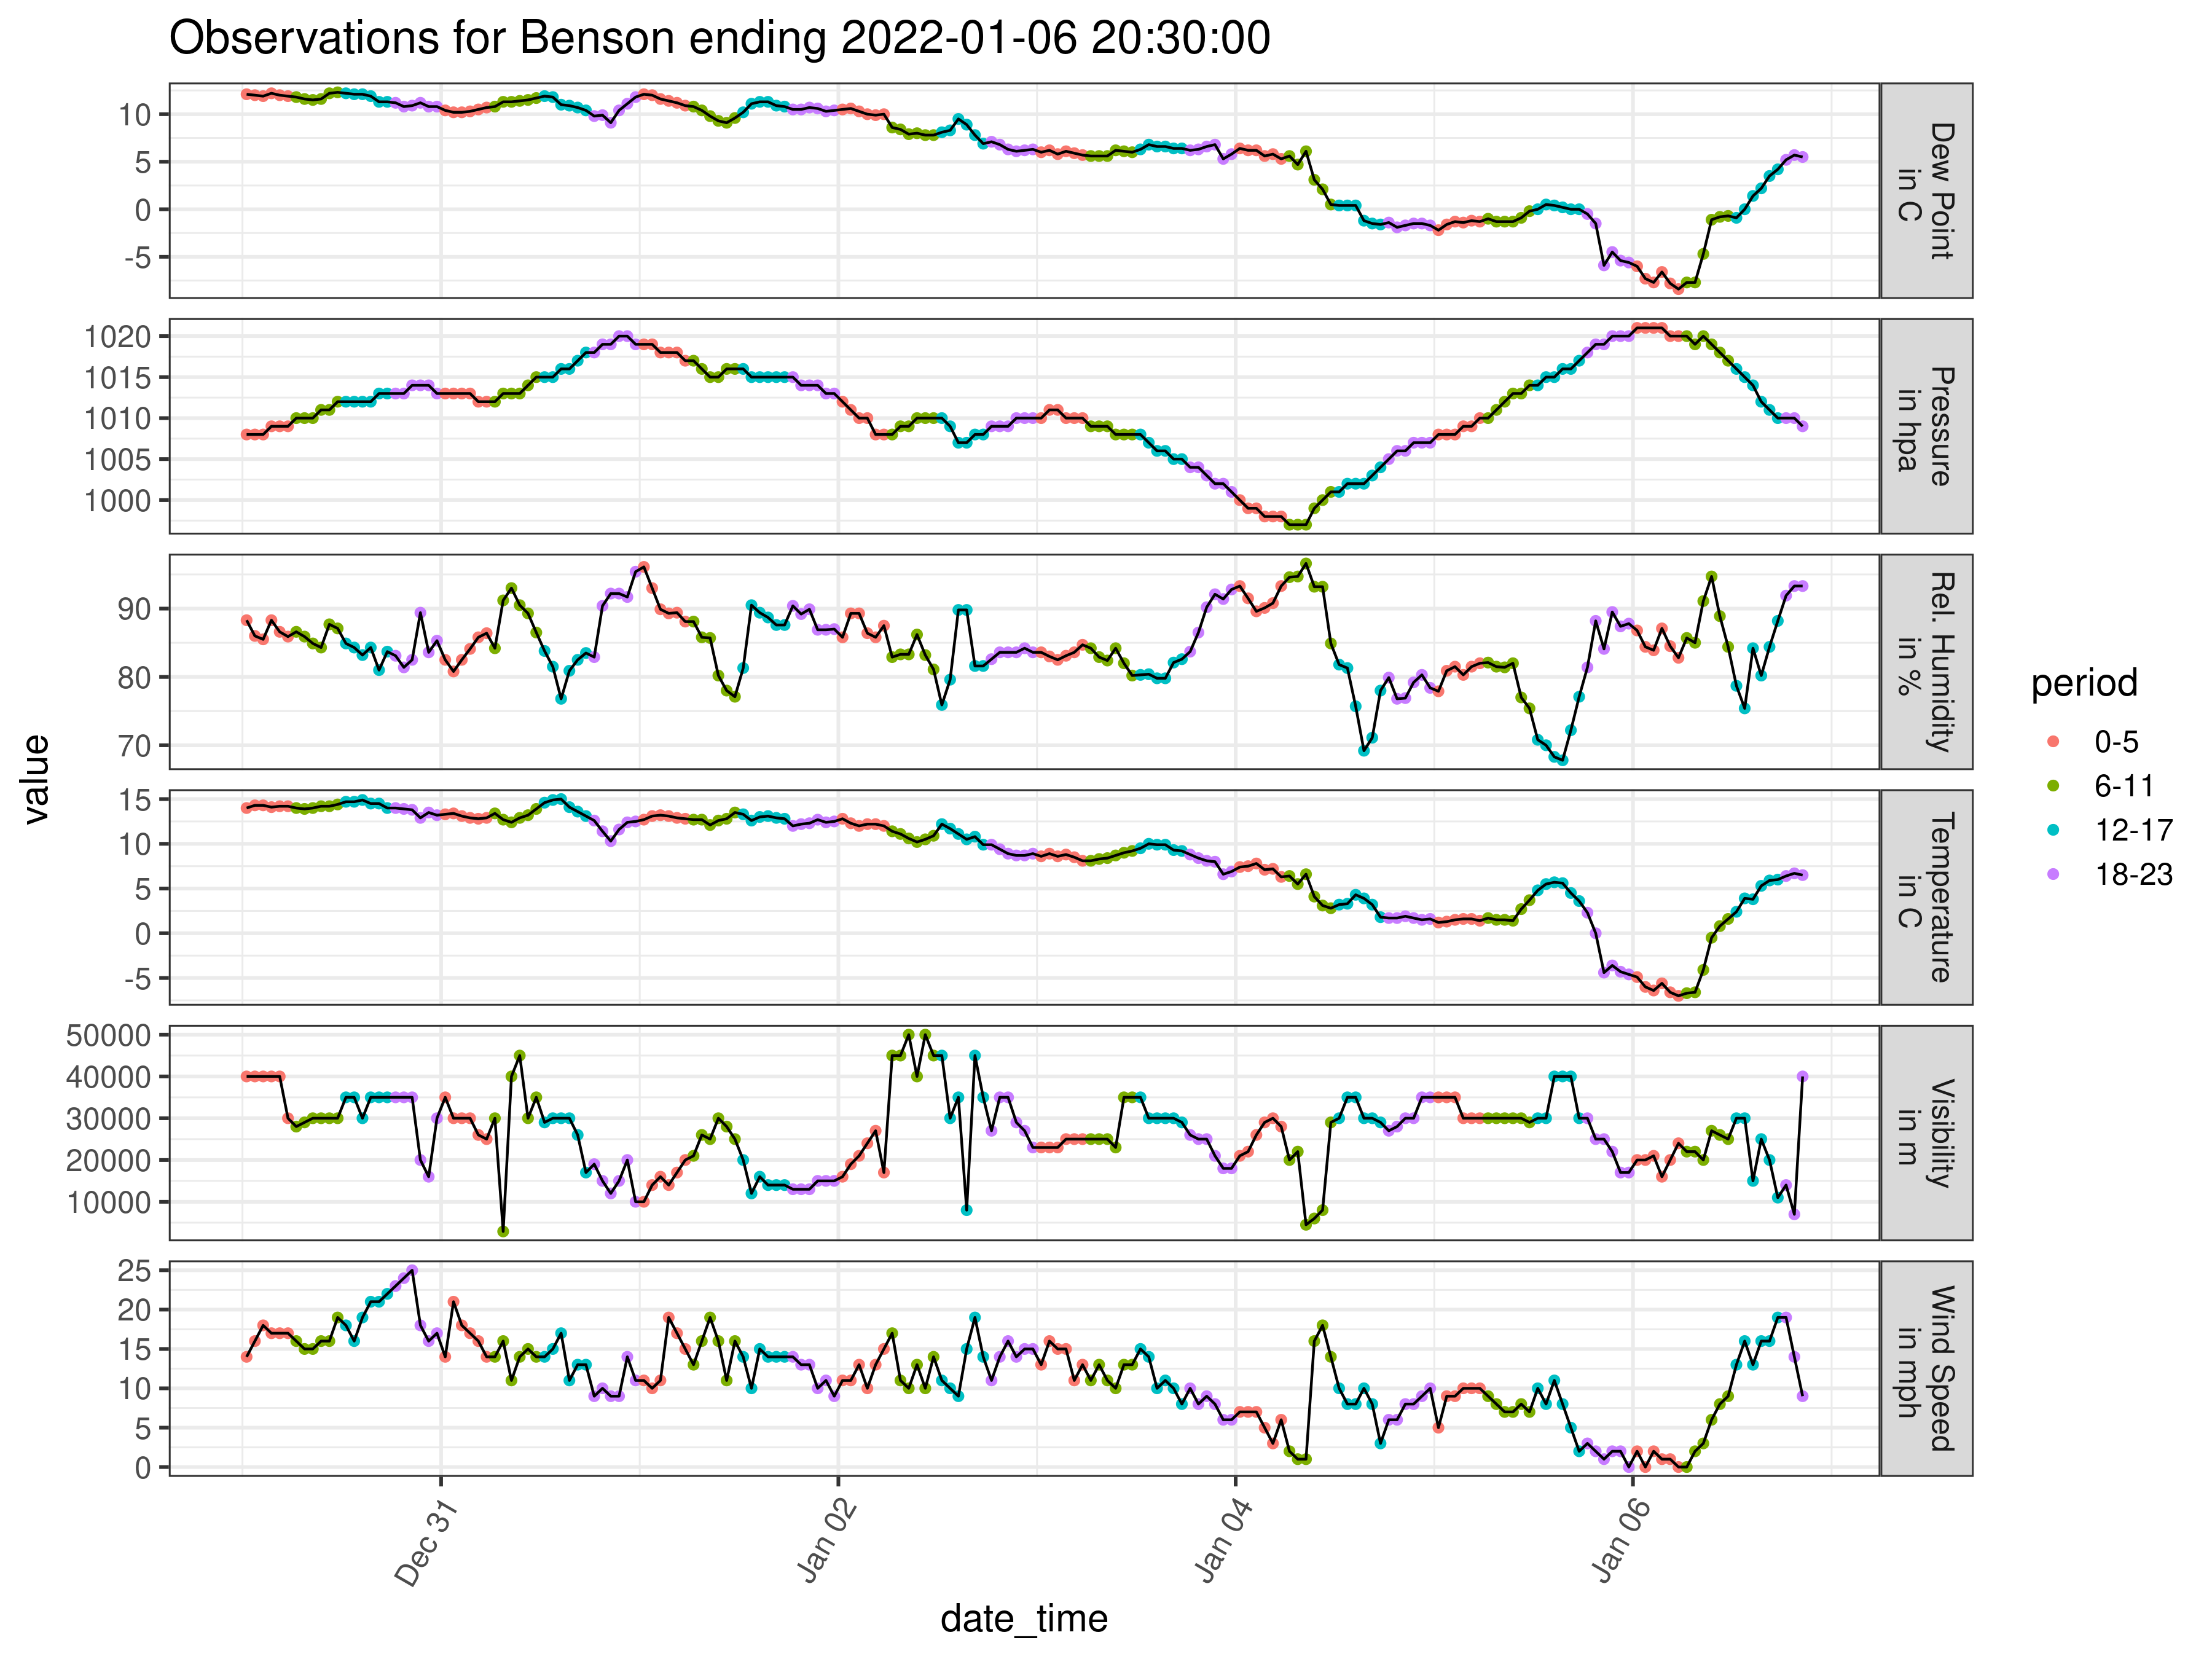 Observations for Benson ending 2022-01-06 20:30:00
10
5
0
-5
Dew Point
in C
1020
1015
1010
1005
1000
Pressure
in hpa
90
80
70
Rel. Humidity
in %
15
10
5
0
-5
Temperature
in C
50000
40000
30000
20000
10000
Visibility
in m
25
20
15
10
5
0
Wind Speed
in mph
value
Dec 31
Jan 02
Jan 04
Jan 06
date_time
period
0-5
6-11
12-17
18-23